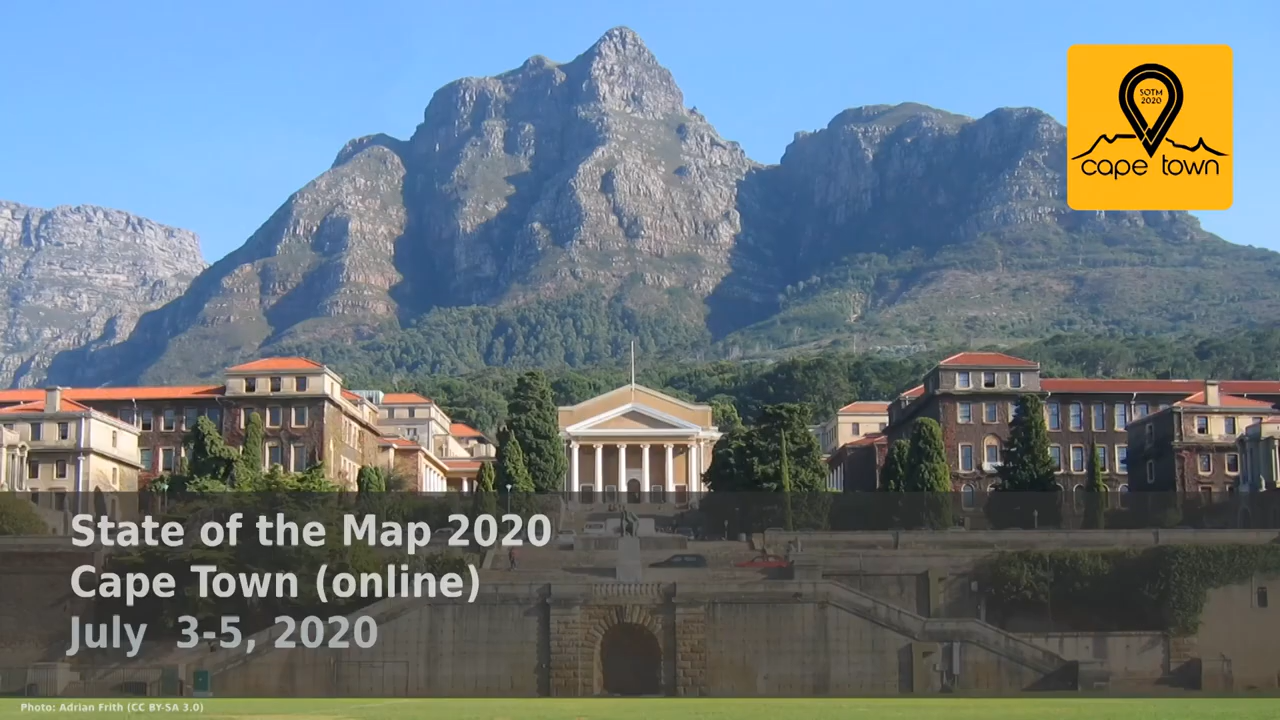 SOTM
2020
cape town
State of the Map 2020
Cape Town (online)
July 3-5, 2020
Photo: Adrian Frith (CC BY-SA 3.0)